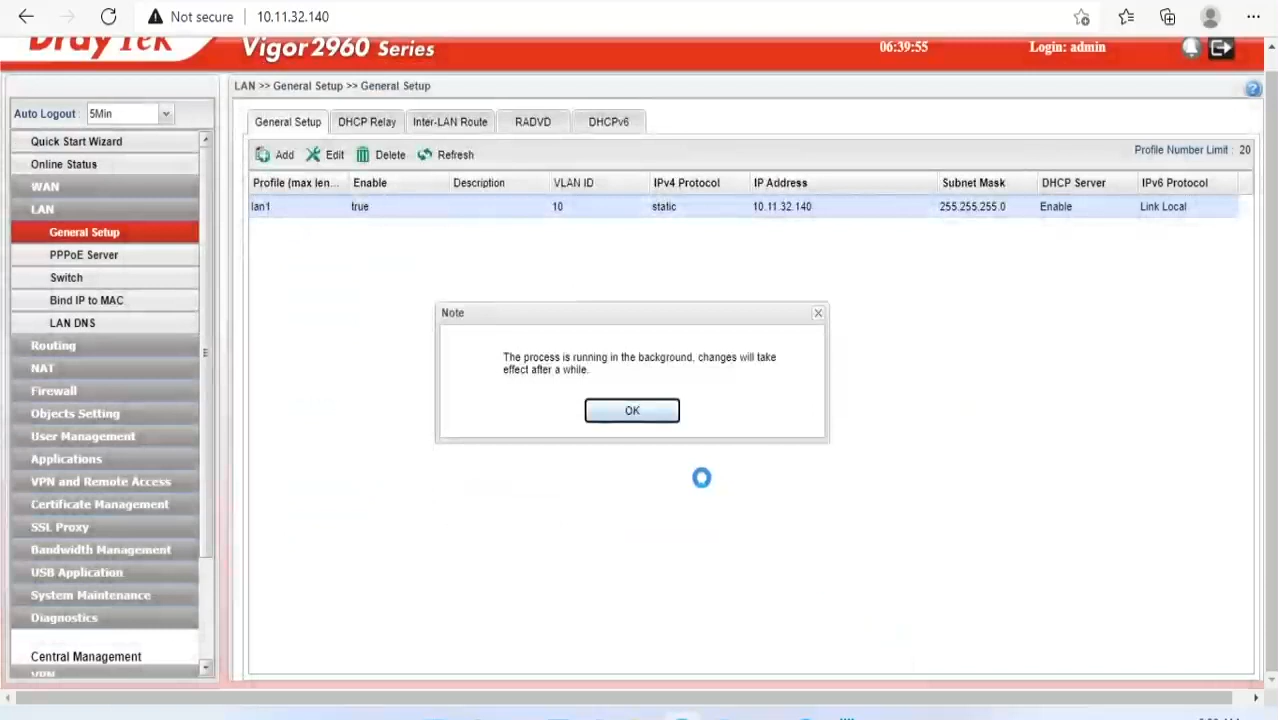 Not secure
10.11.32.140
DrayTek
Vigor2960 Series
06:39:55
Login: admin
LAN >> General Setup >> General Setup
Auto Logout :
5Min
General Setup
DHCP Relay
Inter-LAN Route
RADVD
DHCPv6
Quick Start Wizard
Online Status
WAN
LAN
General Setup
PPPoE Server
Switch
Bind IP to MAC
LAN DNS
Routing
NAT
Firewall
Objects Setting
User Management
Applications
VPN and Remote Access
Certificate Management
SSL Proxy
Bandwidth Management
USB Application
System Maintenance
Diagnostics
Central Management
VPN
Add
Edit
Delete
Refresh
Profile Number Limit : 20
Profile (max len... Enable Description VLAN ID IPv4 Protocol IP Address Subnet Mask DHCP Server IPv6 Protocol
lan1 true 10 static 10.11.32.140 255.255.255.0 Enable Link Local
Note
The process is running in the background, changes will take
effect after a while.
OK